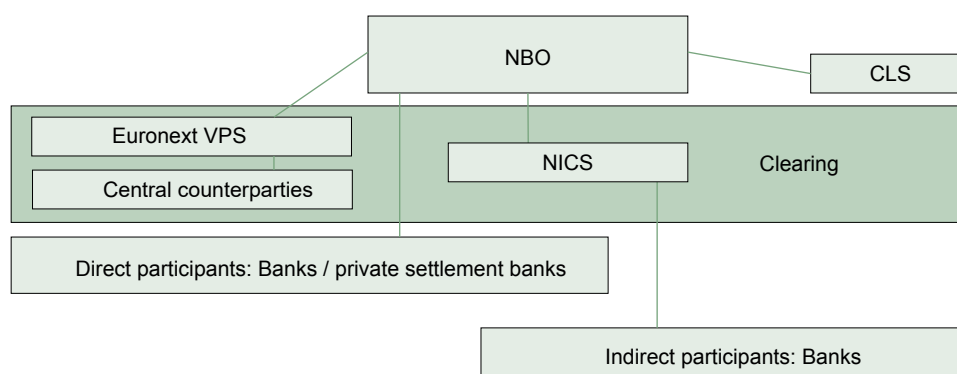 NBO
CLS
Euronext VPS
NICS
Clearing
Central counterparties
Direct participants: Banks / private settlement banks
Indirect participants: Banks